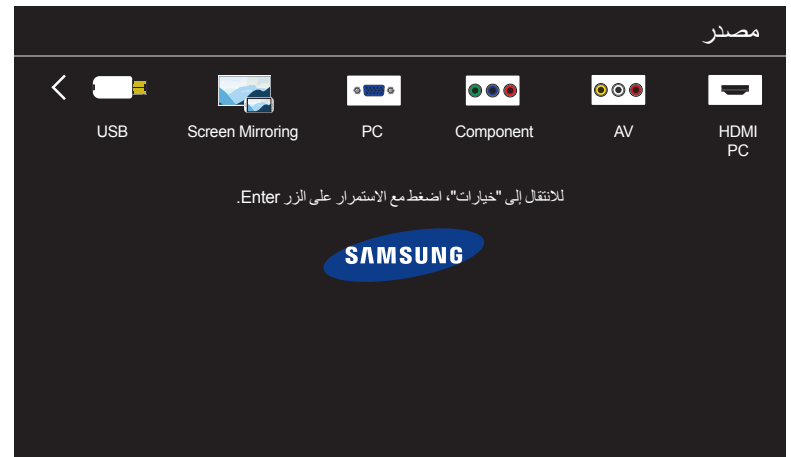 مصدر
HDMI
PC
AV
Component
PC
Screen Mirroring
USB
للانتقال إلى "خيارات"، اضغط مع الاستمرار على الزر Enter.
SAMSUNG